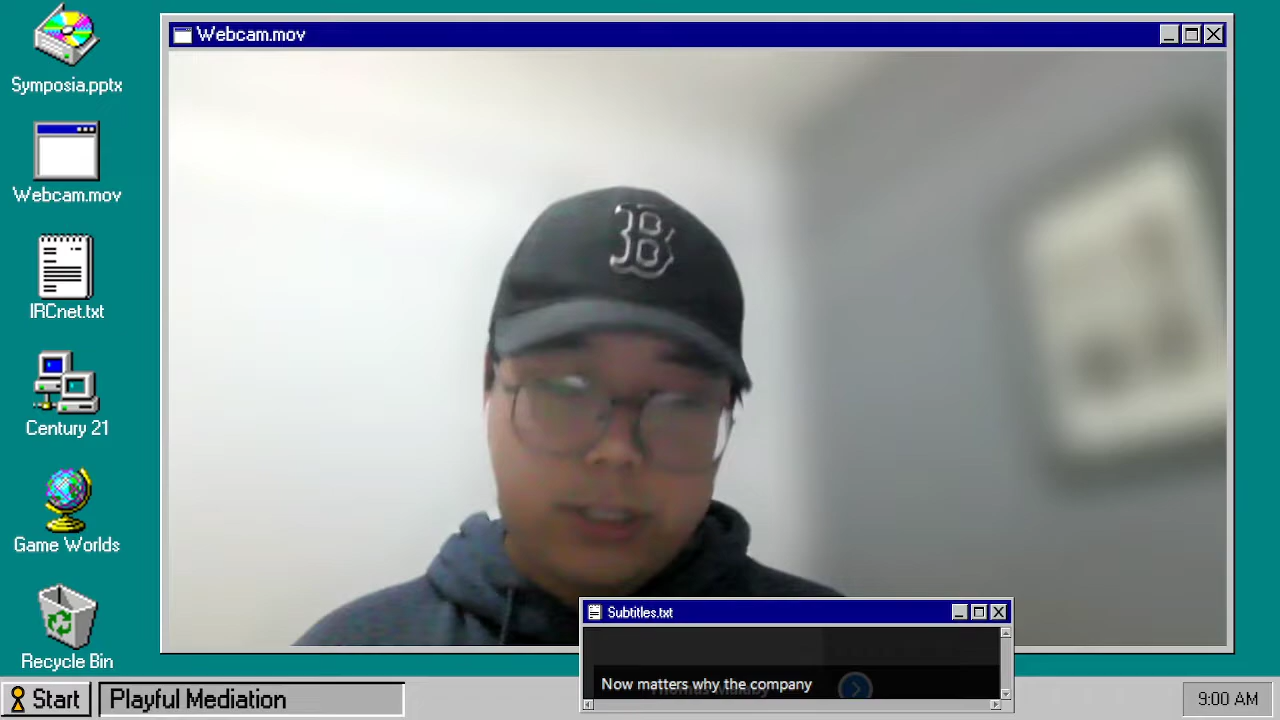 Symposia.pptx
Webcam.mov
IRCnet.txt
Century 21
Game Worlds
Recycle Bin
Webcam.mov
B
Subtitles.txt
Now matters why the company
Start
Playful Mediation
9:00 AM